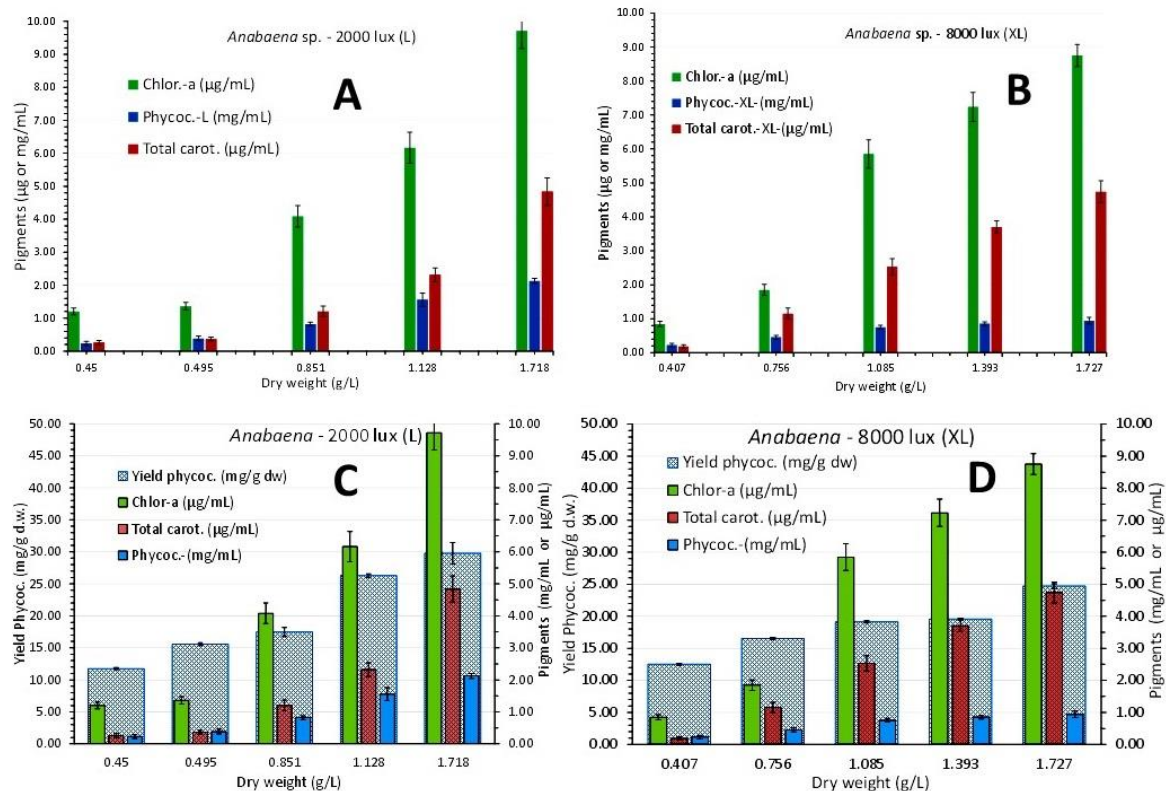 Anabaena sp. - 2000 lux (L)
A
Chlor.-a (µg/mL)
Phycoc.-L (mg/mL)
Total carot. (µg/mL)
Pigments (µg or mg/mL)
10.00
9.00
8.00
7.00
6.00
5.00
4.00
3.00
2.00
1.00
0.00
0.45 0.495 0.851 1.128 1.718
Dry weight (g/L)
Anabaena sp. - 8000 lux (XL)
B
Chlor.-a (µg/mL)
Phycoc.-XL-(mg/mL)
Total carot.-XL-(µg/mL)
Pigments (µg or mg/mL)
10.00
9.00
8.00
7.00
6.00
5.00
4.00
3.00
2.00
1.00
0.00
0.407 0.756 1.085 1.393 1.727
Dry weight (g/L)
Anabaena - 2000 lux (L)
C
Yield phycoc. (mg/g dw)
Chlor-a (µg/mL)
Total carot. (µg/mL)
Phycoc.-(mg/mL)
Yield Phycoc. (mg/g d.w.)
50.00
45.00
40.00
35.00
30.00
25.00
20.00
15.00
10.00
5.00
0.00
10.00
9.00
8.00
7.00
6.00
5.00
4.00
3.00
2.00
1.00
0.00
Pigments (mg/mL or µg/mL)
0.45 0.495 0.851 1.128 1.718
Dry weight (g/L)
Anabaena - 8000 lux (XL)
D
Yield phycoc. (mg/g dw)
Chlor-a (µg/mL)
Total carot. (µg/mL)
Phycoc.-(mg/mL)
Yield Phycoc. (mg/g d.w.)
50.00
45.00
40.00
35.00
30.00
25.00
20.00
15.00
10.00
5.00
0.00
10.00
9.00
8.00
7.00
6.00
5.00
4.00
3.00
2.00
1.00
0.00
Pigments (mg/mL or µg/mL)
0.407 0.756 1.085 1.393 1.727
Dry weight (g/L)